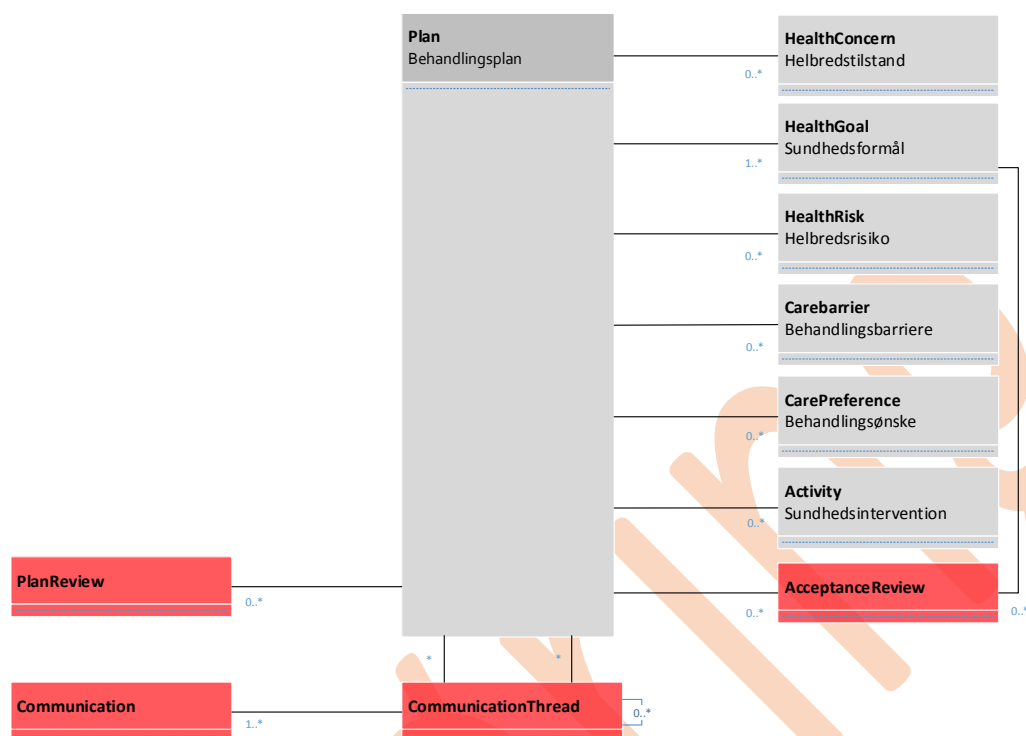 Plan
Behandlingsplan
HealthConcern
Helbredstilstand
0..*
HealthGoal
Sundhedsformål
1..*
HealthRisk
Helbredsrisiko
0..*
Carebarrier
Behandlingsbarriere
0..*
CarePreference
Behandlingsønske
0..*
Activity
Sundhedsintervention
0..*
PlanReview
0..*
AcceptanceReview
0..*
0..*
*
*
Communication
1..*
CommunicationThread
0..*